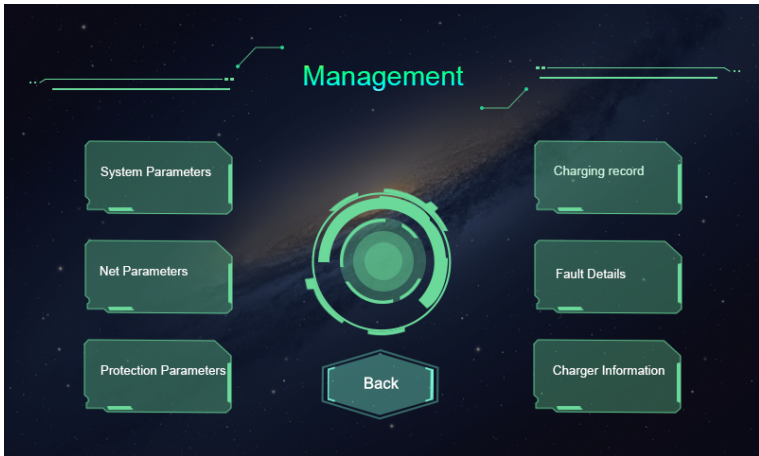 Management
System Parameters
Charging record
Net Parameters
Fault Details
Protection Parameters
Charger Information
Back